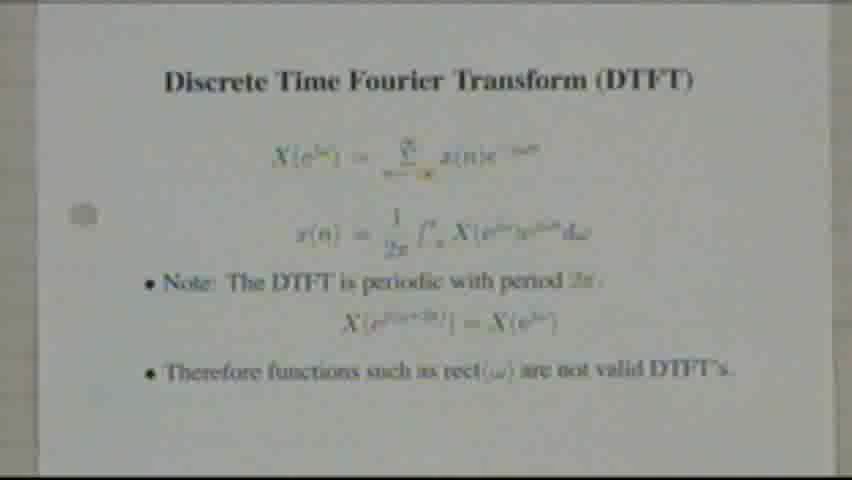 Discrete Time Fourier Transform (DTFT)
X(e^{jω}) = ∑_{n=-∞}^{∞} x(n)e^{-jωn}
x(n) = 1/2π ∫_{-π}^{π} X(e^{jω})e^{jωn}dω
• Note: The DTFT is periodic with period 2π.
X(e^{j(ω+2π)}) = X(e^{jω})
• Therefore functions such as rect(ω) are not valid DTFT's.